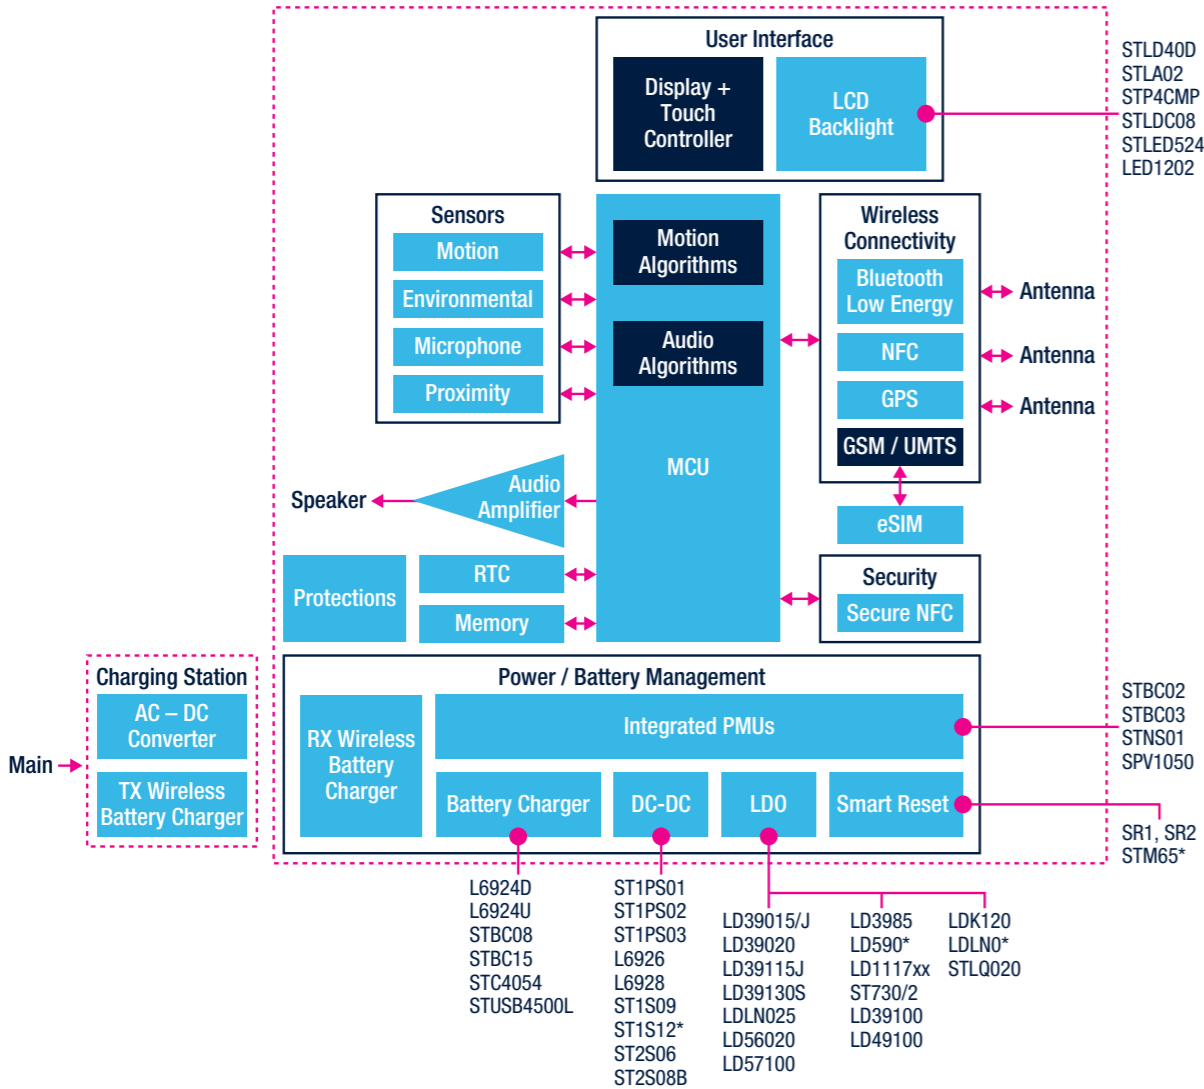 User Interface
Display +
Touch
Controller
LCD
Backlight
STLD40D
STLA02
STP4CMP
STLDC08
STLED524
LED1202
Sensors
Motion
Environmental
Microphone
Proximity
Motion
Algorithms
Audio
Algorithms
MCU
Wireless
Connectivity
Bluetooth
Low Energy
NFC
GPS
GSM / UMTS
Antenna
Antenna
Antenna
eSIM
Speaker
Audio
Amplifier
Protections
RTC
Memory
Security
Secure NFC
Charging Station
AC – DC
Converter
TX Wireless
Battery Charger
Main
Power / Battery Management
RX Wireless
Battery
Charger
Integrated PMUs
Battery Charger
DC-DC
LDO
Smart Reset
STBC02
STBC03
STNS01
SPV1050
SR1, SR2
STM65*
L6924D
L6924U
STBC08
STBC15
STC4054
STUSB4500L
ST1PS01
ST1PS02
ST1PS03
L6926
L6928
ST1S09
ST1S12*
ST2S06
ST2S08B
LD39015/J
LD39020
LD39115J
LD39130S
LDLN025
LD56020
LD57100
LD3985
LD590*
LD1117xx
ST730/2
LD39100
LD49100
LDK120
LDLN0*
STLQ020